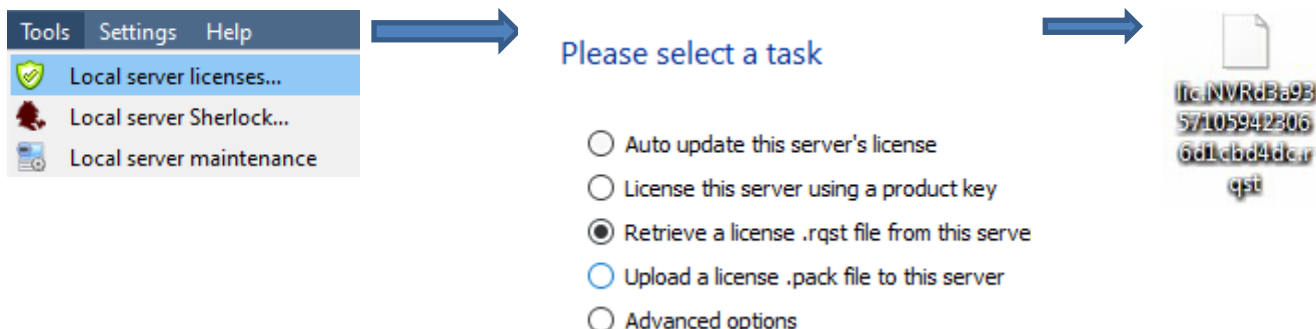 Tools Settings Help
Local server licenses...
Local server Sherlock...
Local server maintenance
Please select a task
Auto update this server's license
License this server using a product key
Retrieve a license .rqst file from this serve
Upload a license .pack file to this server
Advanced options
lic.NVRd3a93
57105942306
6d1cbd4dc.r
qst